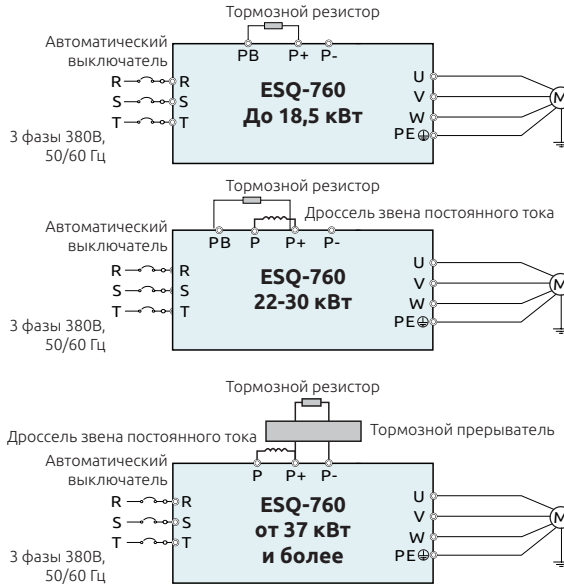 Тормозной резистор
Автоматический
выключатель
PB P+ P-
R R
S S
T T
ESQ-760
До 18,5 кВт
U
V
W
PE
M
3 фазы 380В,
50/60 Гц
Тормозной резистор
Дроссель звена постоянного тока
Автоматический
выключатель
PB P P+ P-
R R
S S
T T
ESQ-760
22-30 кВт
U
V
W
PE
M
3 фазы 380В,
50/60 Гц
Тормозной резистор
Тормозной прерыватель
Дроссель звена постоянного тока
Автоматический
выключатель
P P+ P-
R R
S S
T T
ESQ-760
от 37 кВт
и более
U
V
W
PE
M
3 фазы 380В,
50/60 Гц